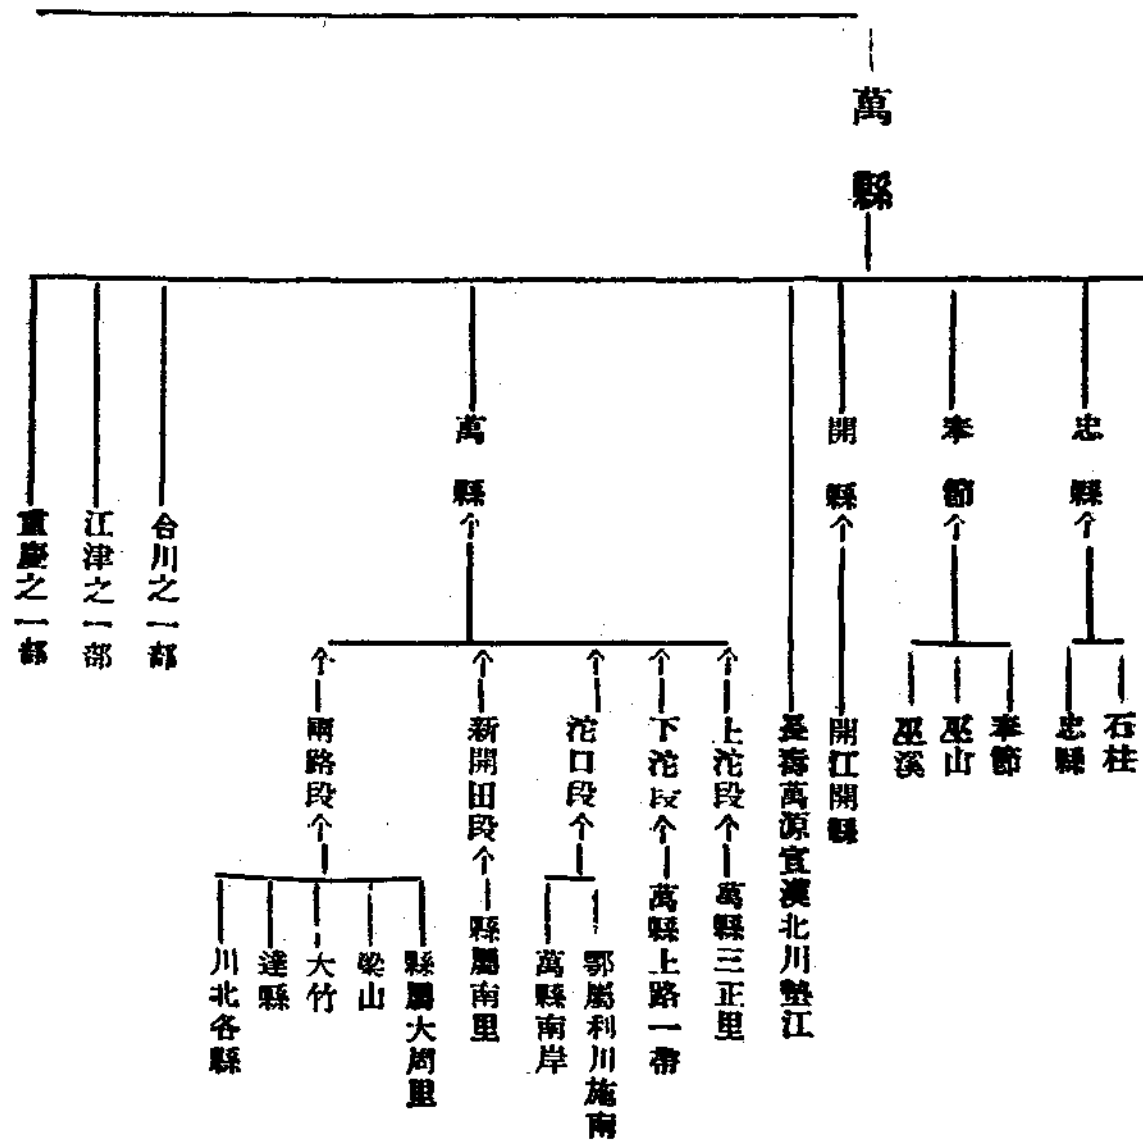 萬縣
忠縣
奉節
開縣
萬縣
合川之一部
江津之一部
重慶之一部
石柱
忠縣
奉節
巫山
巫溪
開江開縣
長壽萬源宣漢北川墊江
上沱段
下沱段
沱口段
新開田段
兩路段
萬縣三正里
萬縣上路一帶
鄂屬利川施南
萬縣南岸
縣屬南里
縣屬大周里
梁山
大竹
達縣
川北各縣